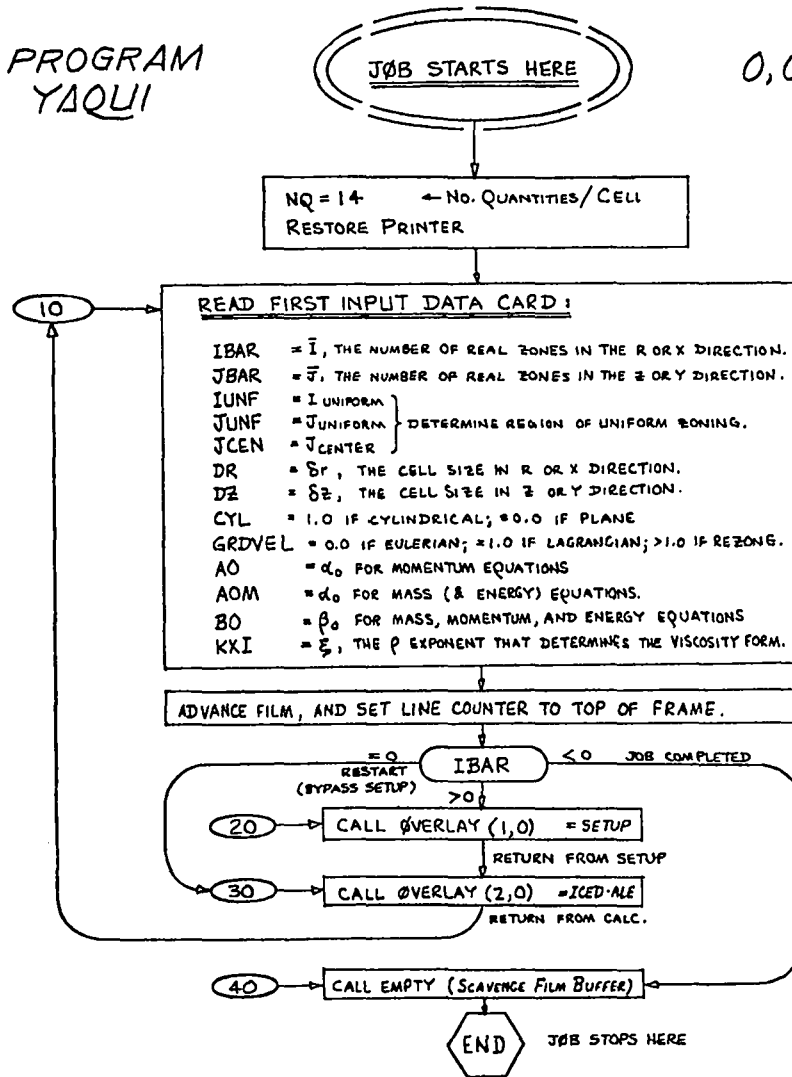 PROGRAM
YAQUI
JØB STARTS HERE
0,0
NQ = 14 ← NO. QUANTITIES/CELL
RESTORE PRINTER
10
READ FIRST INPUT DATA CARD:
IBAR = Ī, THE NUMBER OF REAL ZONES IN THE R OR X DIRECTION.
JBAR = J̄, THE NUMBER OF REAL ZONES IN THE Z OR Y DIRECTION.
IUNF = I UNIFORM
JUNF = J UNIFORM } DETERMINE REGION OF UNIFORM ZONING.
JCEN = J CENTER
DR = δr, THE CELL SIZE IN R OR X DIRECTION.
DZ = δz, THE CELL SIZE IN Z OR Y DIRECTION.
CYL = 1.0 IF CYLINDRICAL; =0.0 IF PLANE
GRDVEL = 0.0 IF EULERIAN; =1.0 IF LAGRANGIAN; >1.0 IF REZONE.
AO = α₀ FOR MOMENTUM EQUATIONS
AOM = α₀ FOR MASS (& ENERGY) EQUATIONS.
BO = β₀ FOR MASS, MOMENTUM, AND ENERGY EQUATIONS
KXI = ξ, THE ρ EXPONENT THAT DETERMINES THE VISCOSITY FORM.
ADVANCE FILM, AND SET LINE COUNTER TO TOP OF FRAME.
= 0 IBAR < 0 JOB COMPLETED
RESTART
(BYPASS SETUP)
>0
20 CALL ØVERLAY (1,0) = SETUP
RETURN FROM SETUP
30 CALL ØVERLAY (2,0) = ICED-ALE
RETURN FROM CALC.
40 CALL EMPTY (SCAVENGE FILM BUFFER)
END JØB STOPS HERE